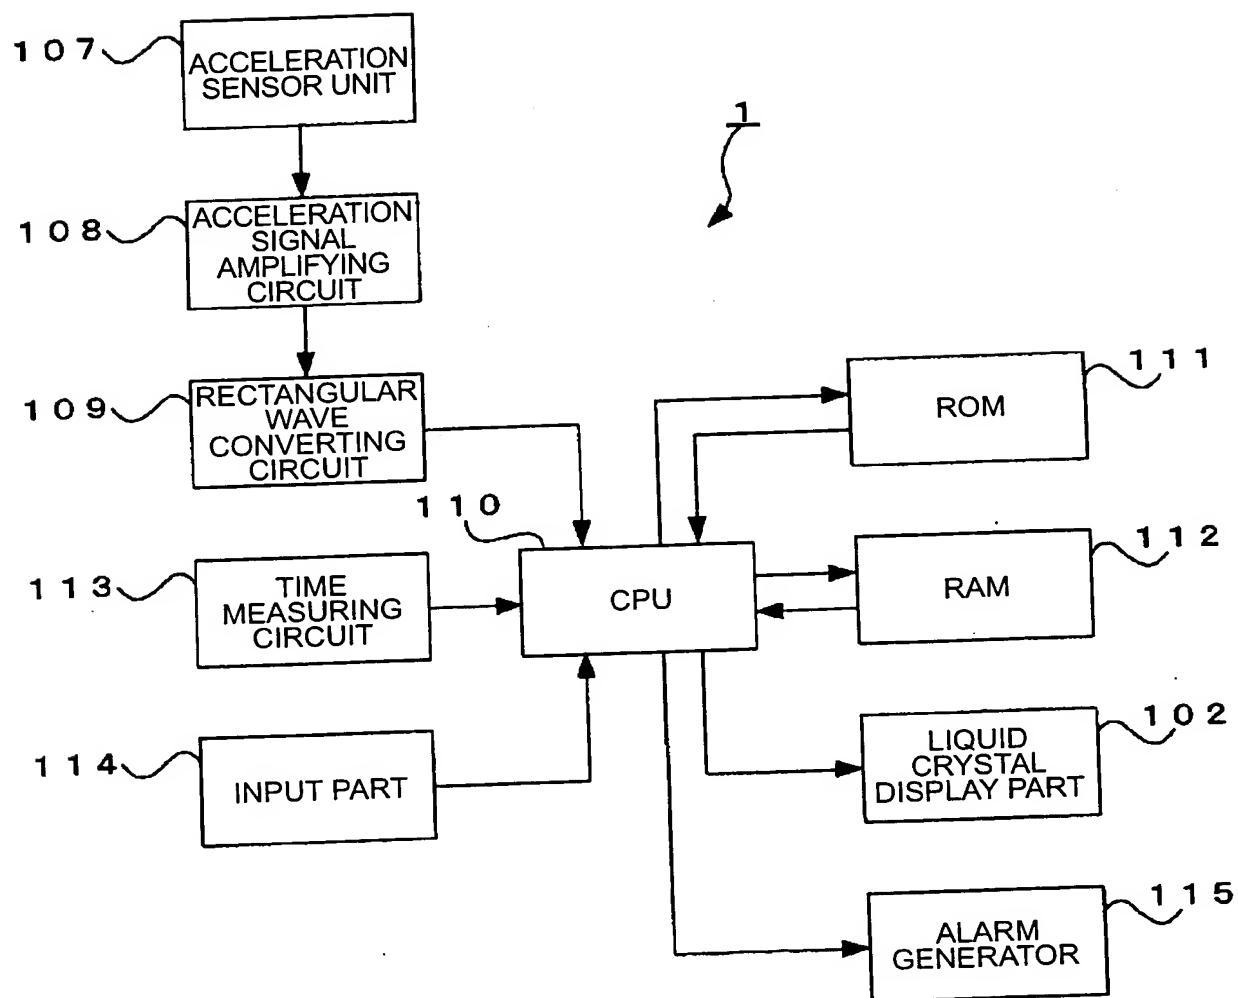 107
ACCELERATION
SENSOR UNIT
1
108
ACCELERATION
SIGNAL
AMPLIFYING
CIRCUIT
109
RECTANGULAR
WAVE
CONVERTING
CIRCUIT
111
ROM
110
CPU
112
RAM
113
TIME
MEASURING
CIRCUIT
114
INPUT PART
102
LIQUID
CRYSTAL
DISPLAY PART
115
ALARM
GENERATOR